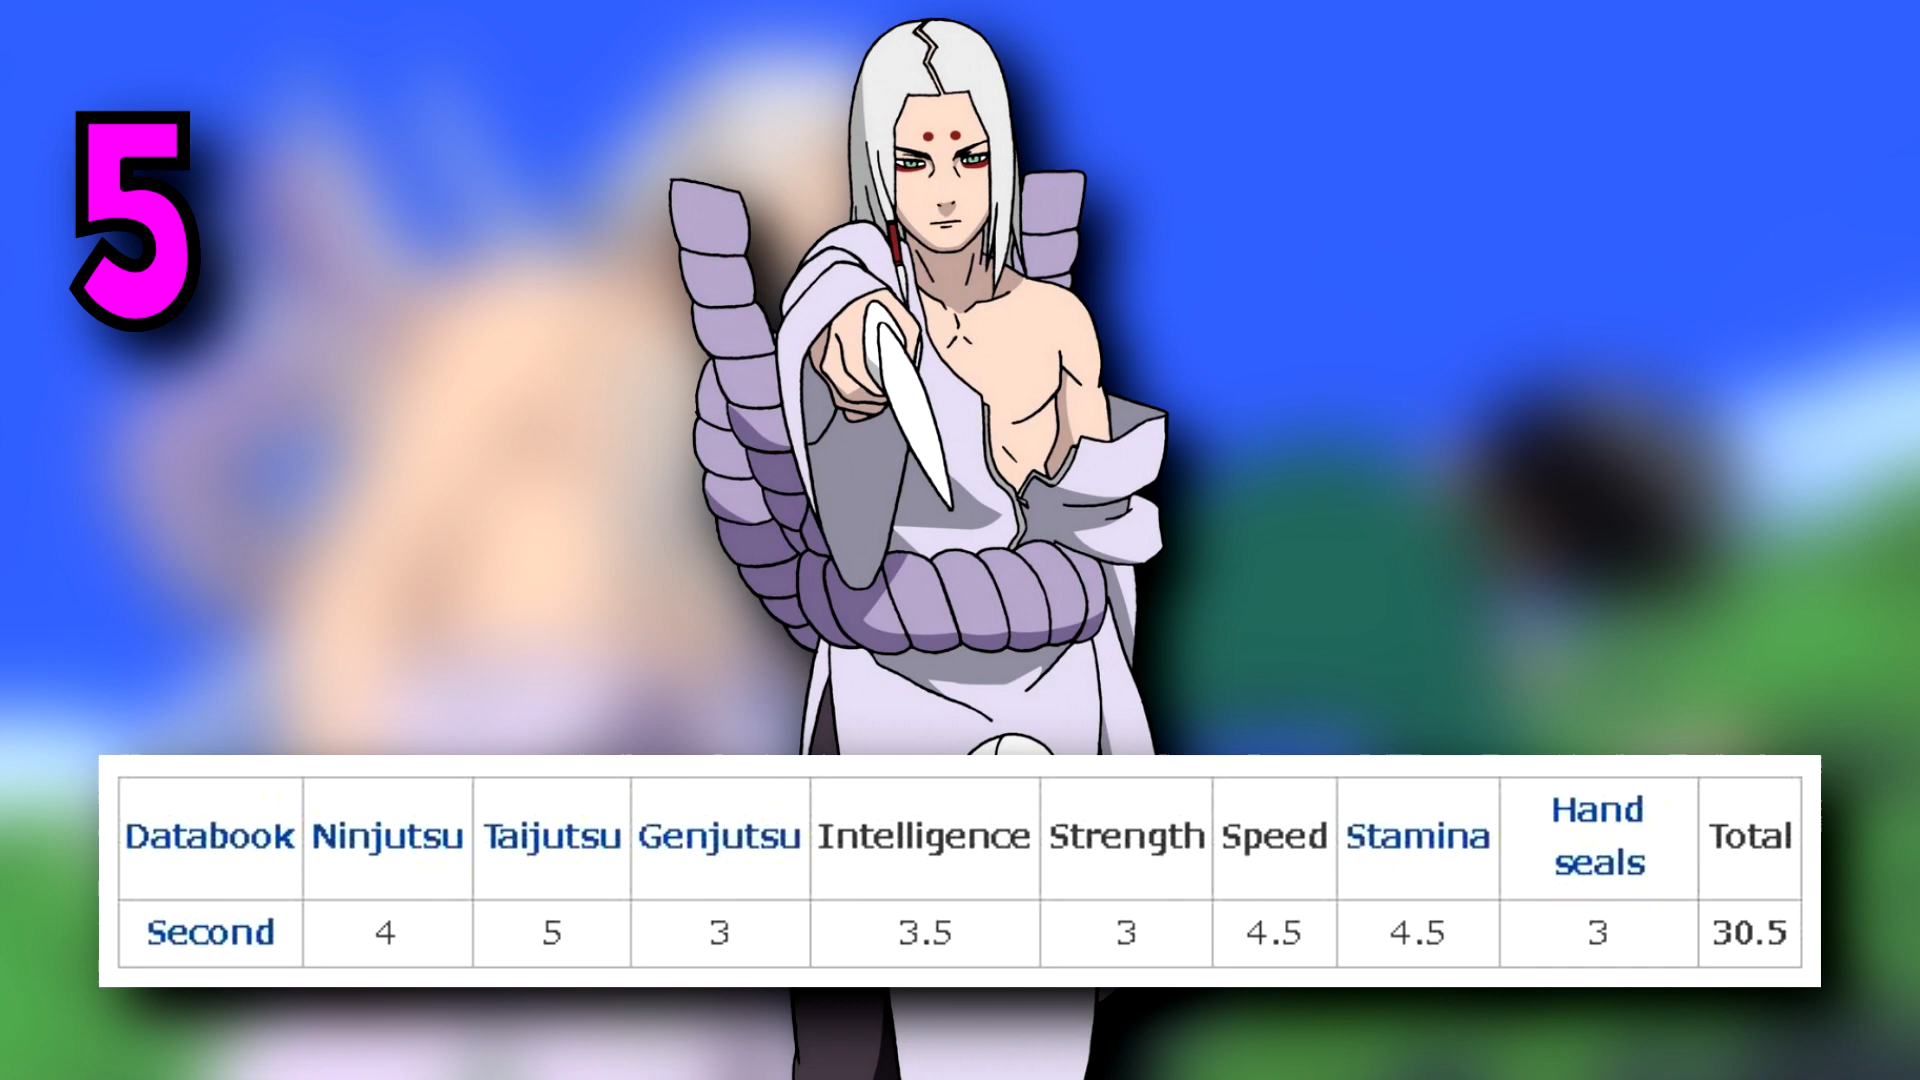 5
Databook Ninjutsu Taijutsu Genjutsu Intelligence Strength Speed Stamina Hand seals Total
Second 4 5 3 3.5 3 4.5 4.5 3 30.5